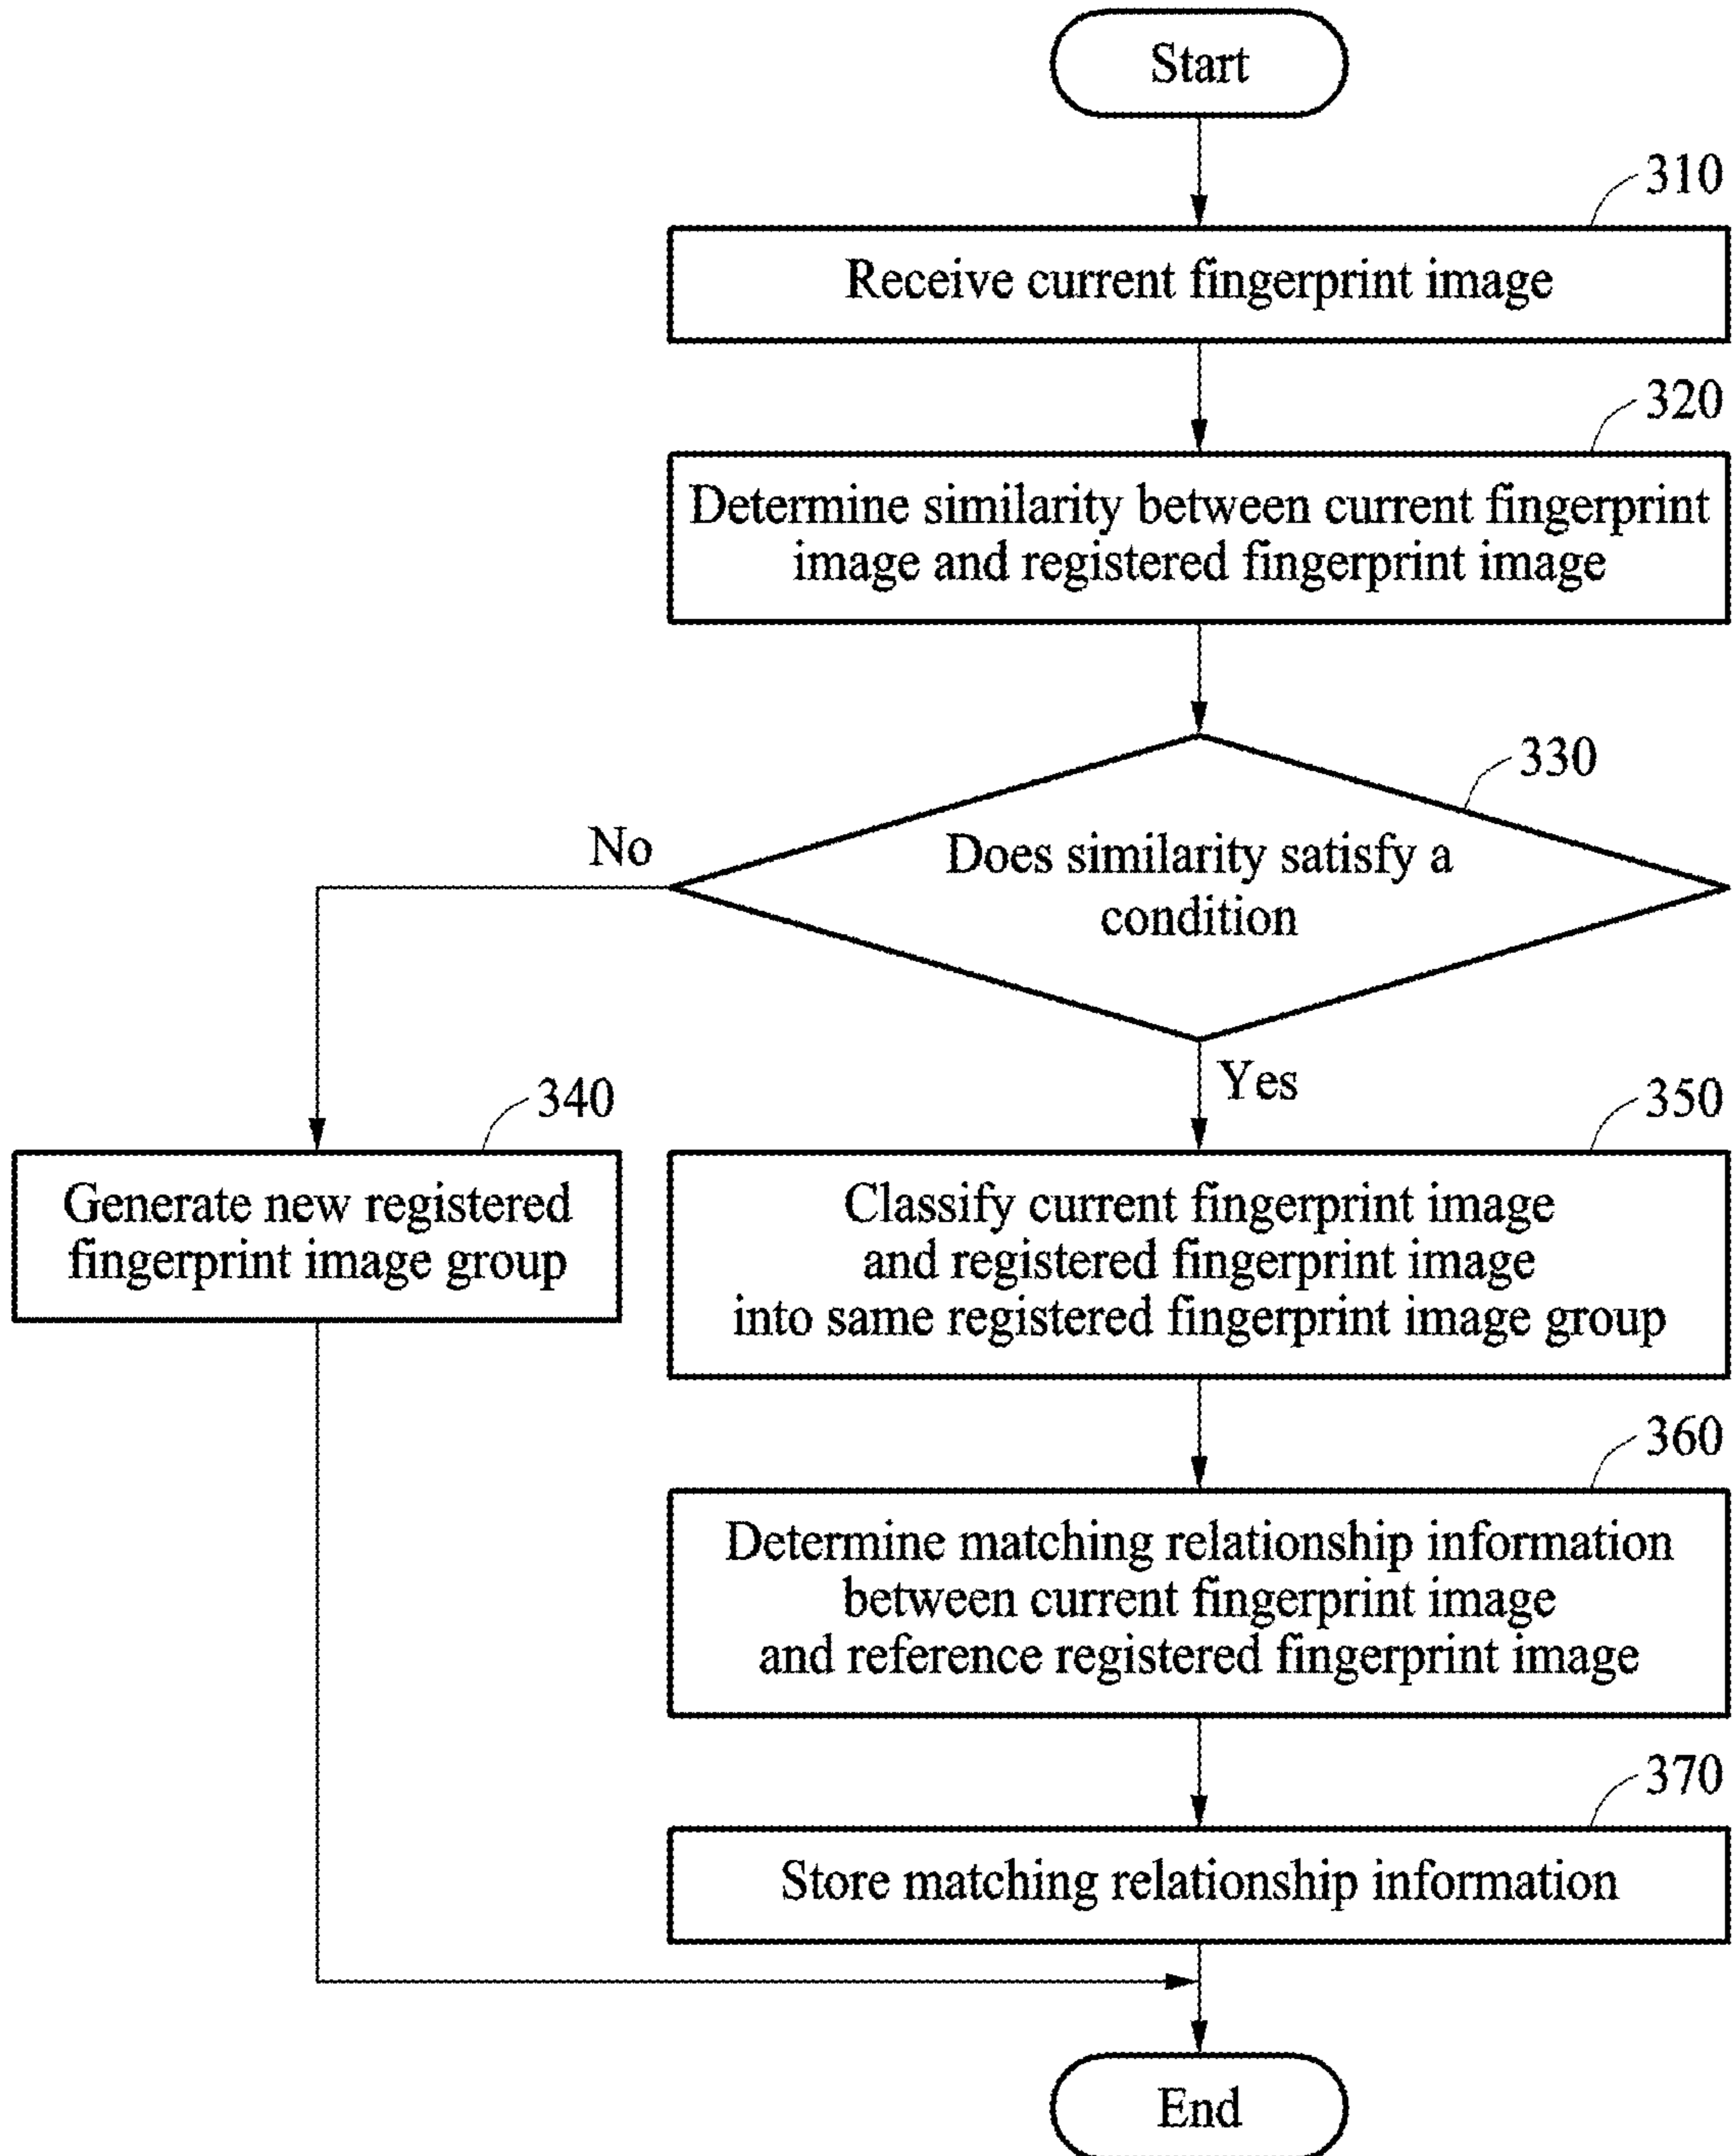 Start
310
Receive current fingerprint image
320
Determine similarity between current fingerprint
image and registered fingerprint image
330
Does similarity satisfy a
condition
No
Yes
340
Generate new registered
fingerprint image group
350
Classify current fingerprint image
and registered fingerprint image
into same registered fingerprint image group
360
Determine matching relationship information
between current fingerprint image
and reference registered fingerprint image
370
Store matching relationship information
End